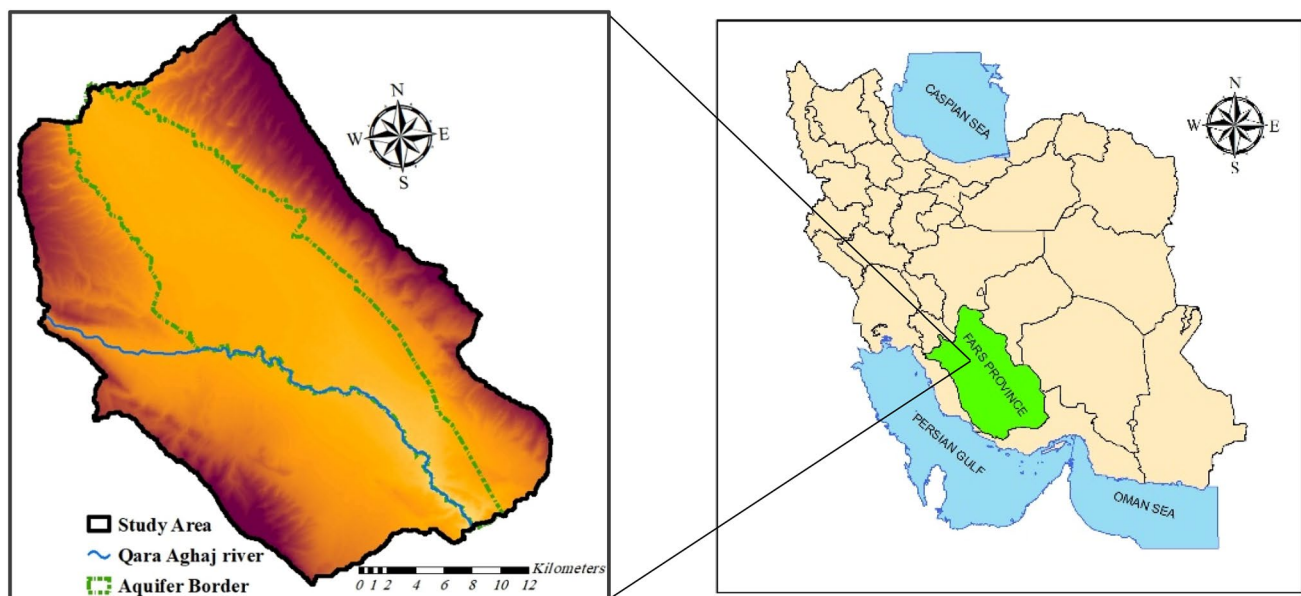 N
W E
S
Study Area
Qara Aghaj river
Aquifer Border
Kilometers
0 1 2 4 6 8 10 12
CASPIAN SEA
N
W E
S
FARS PROVINCE
PERSIAN GULF
OMAN SEA